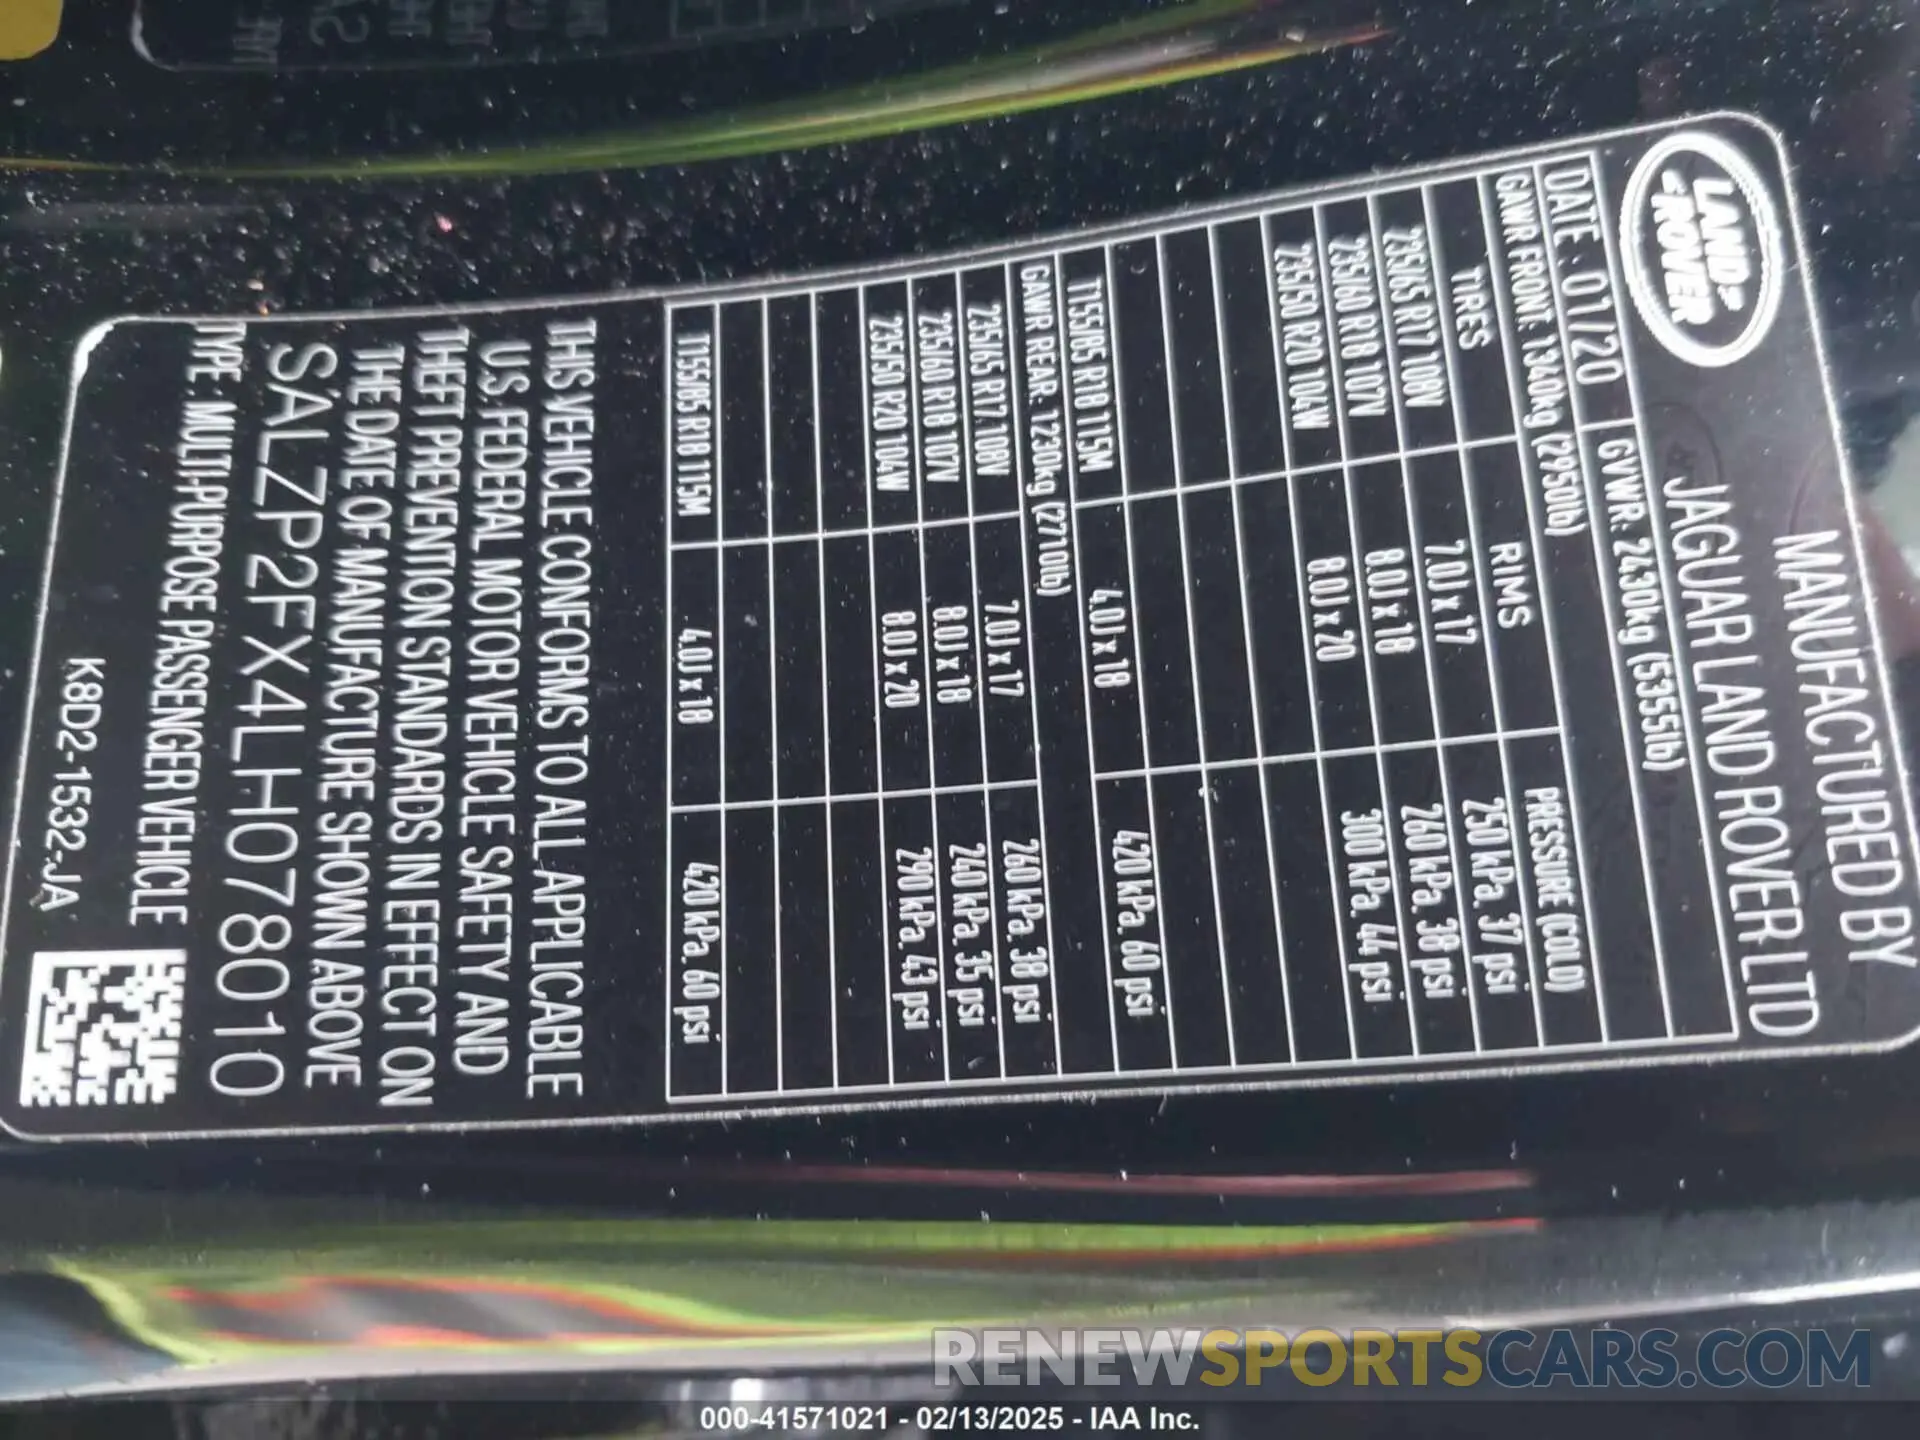 MANUFACTURED BY
JAGUAR LAND ROVER LTD
LAND ROVER
DATE : 01/20 GVWR: 2430kg (5355lb)
GAWR FRONT: 1340kg (2950lb)
TIRES RIMS PRESSURE (COLD)
235/65 R17 108V 7.0J x 17 250 kPa, 37 psi
235/60 R18 107V 8.0J x 18 260 kPa, 38 psi
235/50 R20 104W 8.0J x 20 300 kPa, 44 psi
T155/85 R18 115M 4.0J x 18 420 kPa, 60 psi
GAWR REAR: 1230kg (2710lb)
235/65 R17 108V 7.0J x 17 260 kPa, 38 psi
235/60 R18 107V 8.0J x 18 240 kPa, 35 psi
235/50 R20 104W 8.0J x 20 290 kPa, 43 psi
T155/85 R18 115M 4.0J x 18 420 kPa, 60 psi
THIS VEHICLE CONFORMS TO ALL APPLICABLE
U.S. FEDERAL MOTOR VEHICLE SAFETY AND
THEFT PREVENTION STANDARDS IN EFFECT ON
THE DATE OF MANUFACTURE SHOWN ABOVE
SALZP2FX4LH078010
TYPE : MULTI-PURPOSE PASSENGER VEHICLE
K8D2-1532-JA
RENEWSPORTSCARS.COM
000-41571021 - 02/13/2025 - IAA Inc.